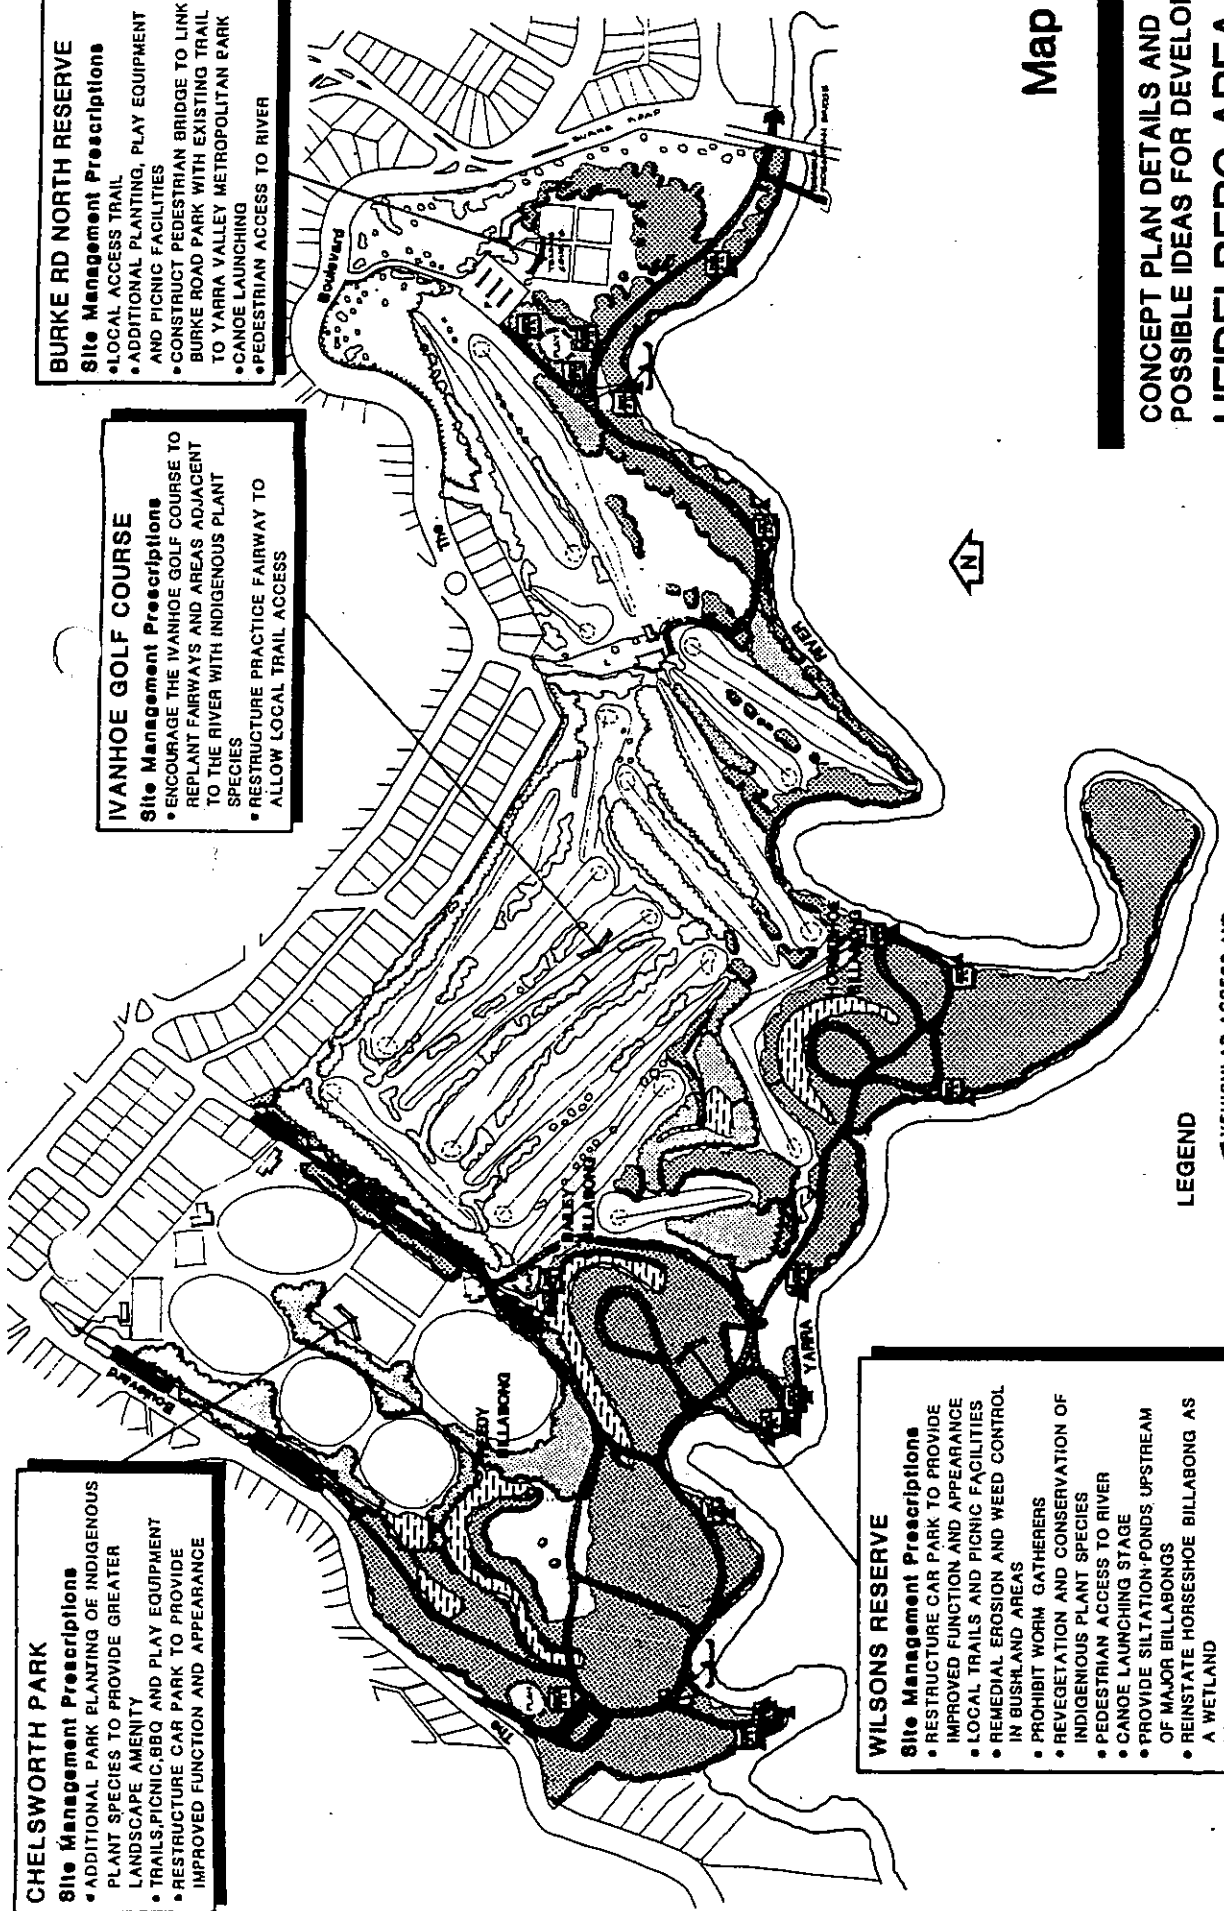 CHELSWORTH PARK
Site Management Prescriptions
• ADDITIONAL PARK PLANTING OF INDIGENOUS
PLANT SPECIES TO PROVIDE GREATER
LANDSCAPE AMENITY
• TRAILS,PICNIC,BBQ AND PLAY EQUIPMENT
• RESTRUCTURE CAR PARK TO PROVIDE
IMPROVED FUNCTION AND APPEARANCE
IVANHOE GOLF COURSE
Site Management Prescriptions
• ENCOURAGE THE IVANHOE GOLF COURSE TO
REPLANT FAIRWAYS AND AREAS ADJACENT
TO THE RIVER WITH INDIGENOUS PLANT
SPECIES
• RESTRUCTURE PRACTICE FAIRWAY TO
ALLOW LOCAL TRAIL ACCESS
BURKE RD NORTH RESERVE
Site Management Prescriptions
• LOCAL ACCESS TRAIL
• ADDITIONAL PLANTING, PLAY EQUIPMENT
AND PICNIC FACILITIES
• CONSTRUCT PEDESTRIAN BRIDGE TO LINK
BURKE ROAD PARK WITH EXISTING TRAIL
TO YARRA VALLEY METROPOLITAN PARK
• CANOE LAUNCHING
• PEDESTRIAN ACCESS TO RIVER
WILSONS RESERVE
Site Management Prescriptions
• RESTRUCTURE CAR PARK TO PROVIDE
IMPROVED FUNCTION AND APPEARANCE
• LOCAL TRAILS AND PICNIC FACILITIES
• REMEDIAL EROSION AND WEED CONTROL
IN BUSHLAND AREAS
• PROHIBIT WORM GATHERERS
• REVEGETATION AND CONSERVATION OF
INDIGENIOUS PLANT SPECIES
• PEDESTRIAN ACCESS TO RIVER
• CANOE LAUNCHING STAGE
• PROVIDE SILTATION PONDS UPSTREAM
OF MAJOR BILLABONGS
• REINSTATE HORSESHOE BILLABONG AS
A WETLAND
The
Boulevard
The
Boulevard
BURKE ROAD
PLAY
PLAY
BILLABONG
BAILEY
BILLABONG
YARRA
RIVER
N
LEGEND
Map
CONCEPT PLAN DETAILS AND
POSSIBLE IDEAS FOR